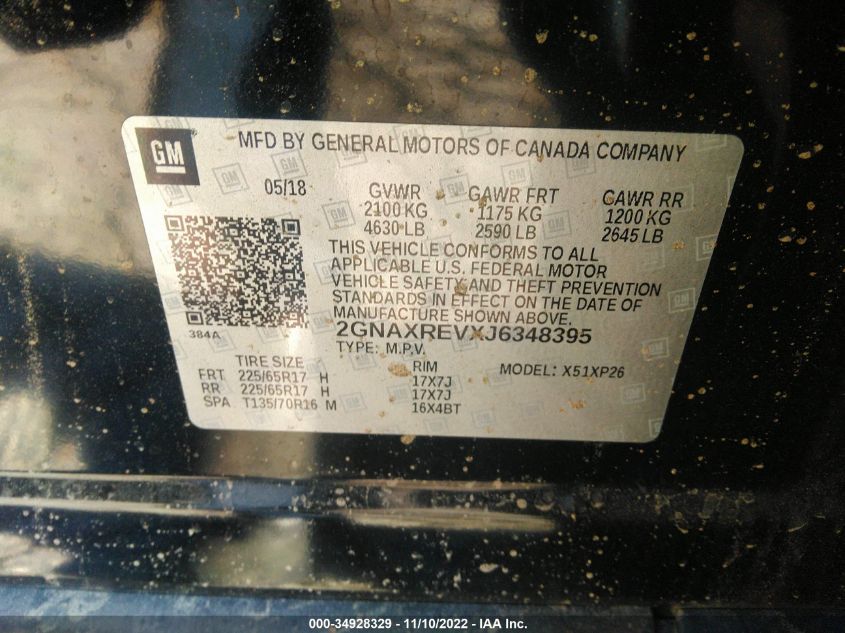 GM
MFD BY GENERAL MOTORS OF CANADA COMPANY
05/18
GVWR GAWR FRT GAWR RR
2100 KG 1175 KG 1200 KG
4630 LB 2590 LB 2645 LB
THIS VEHICLE CONFORMS TO ALL
APPLICABLE U.S. FEDERAL MOTOR
VEHICLE SAFETY AND THEFT PREVENTION
STANDARDS IN EFFECT ON THE DATE OF
MANUFACTURE SHOWN ABOVE.
384A
2GNAXREVXJ6348395
TYPE: M.P.V.
TIRE SIZE RIM MODEL: X51XP26
FRT 225/65R17 H 17X7J
RR 225/65R17 H 17X7J
SPA T135/70R16 M 16X4BT
000-34928329 - 11/10/2022 - IAA Inc.